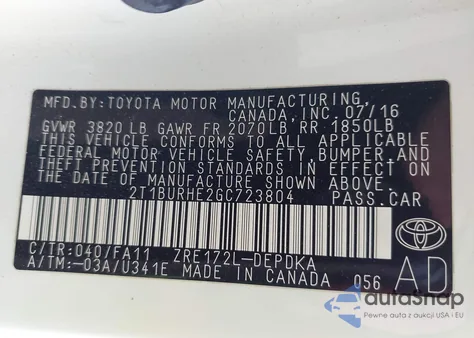 MFD.BY:TOYOTA MOTOR MANUFACTURING
CANADA,INC.07/16
GVWR 3820 LB GAWR FR 2070LB RR 1850LB
THIS VEHICLE CONFORMS TO ALL APPLICABLE
FEDERAL MOTOR VEHICLE SAFETY,BUMPER,AND
THEFT PREVENTION STANDARDS IN EFFECT
ON THE DATE OF MANUFACTURE SHOWN ABOVE.
2T1BURHE2GC723804 PASS.CAR
C/TR:040/FA11 ZRE172L-DEPDKA
A/TM:-03A/U341E MADE IN CANADA 056
TOYOTA
AD
autoSnap
Pewne auta z aukcji USA i EU